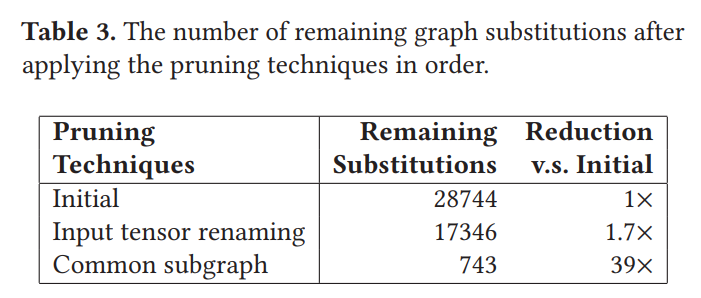 Table 3. The number of remaining graph substitutions after
applying the pruning techniques in order.
Pruning Techniques Remaining Substitutions Reduction v.s. Initial
Initial 28744 1×
Input tensor renaming 17346 1.7×
Common subgraph 743 39×